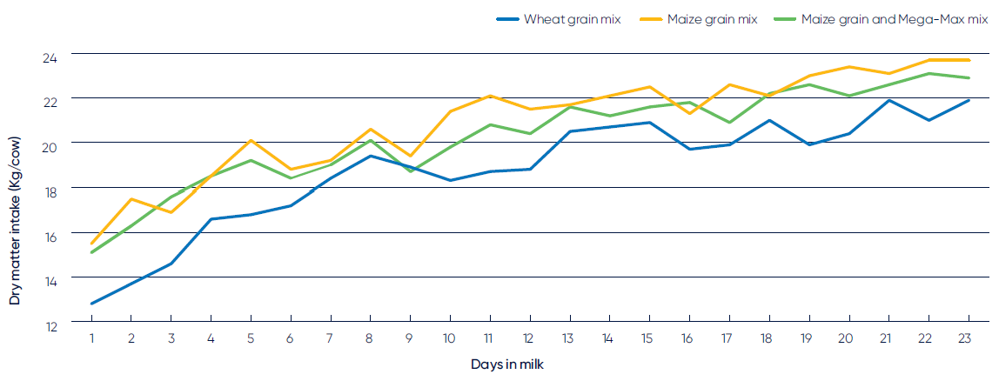 Wheat grain mix Maize grain mix Maize grain and Mega-Max mix
24
22
20
18
16
14
12
Dry matter intake (Kg/cow)
1 2 3 4 5 6 7 8 9 10 11 12 13 14 15 16 17 18 19 20 21 22 23
Days in milk